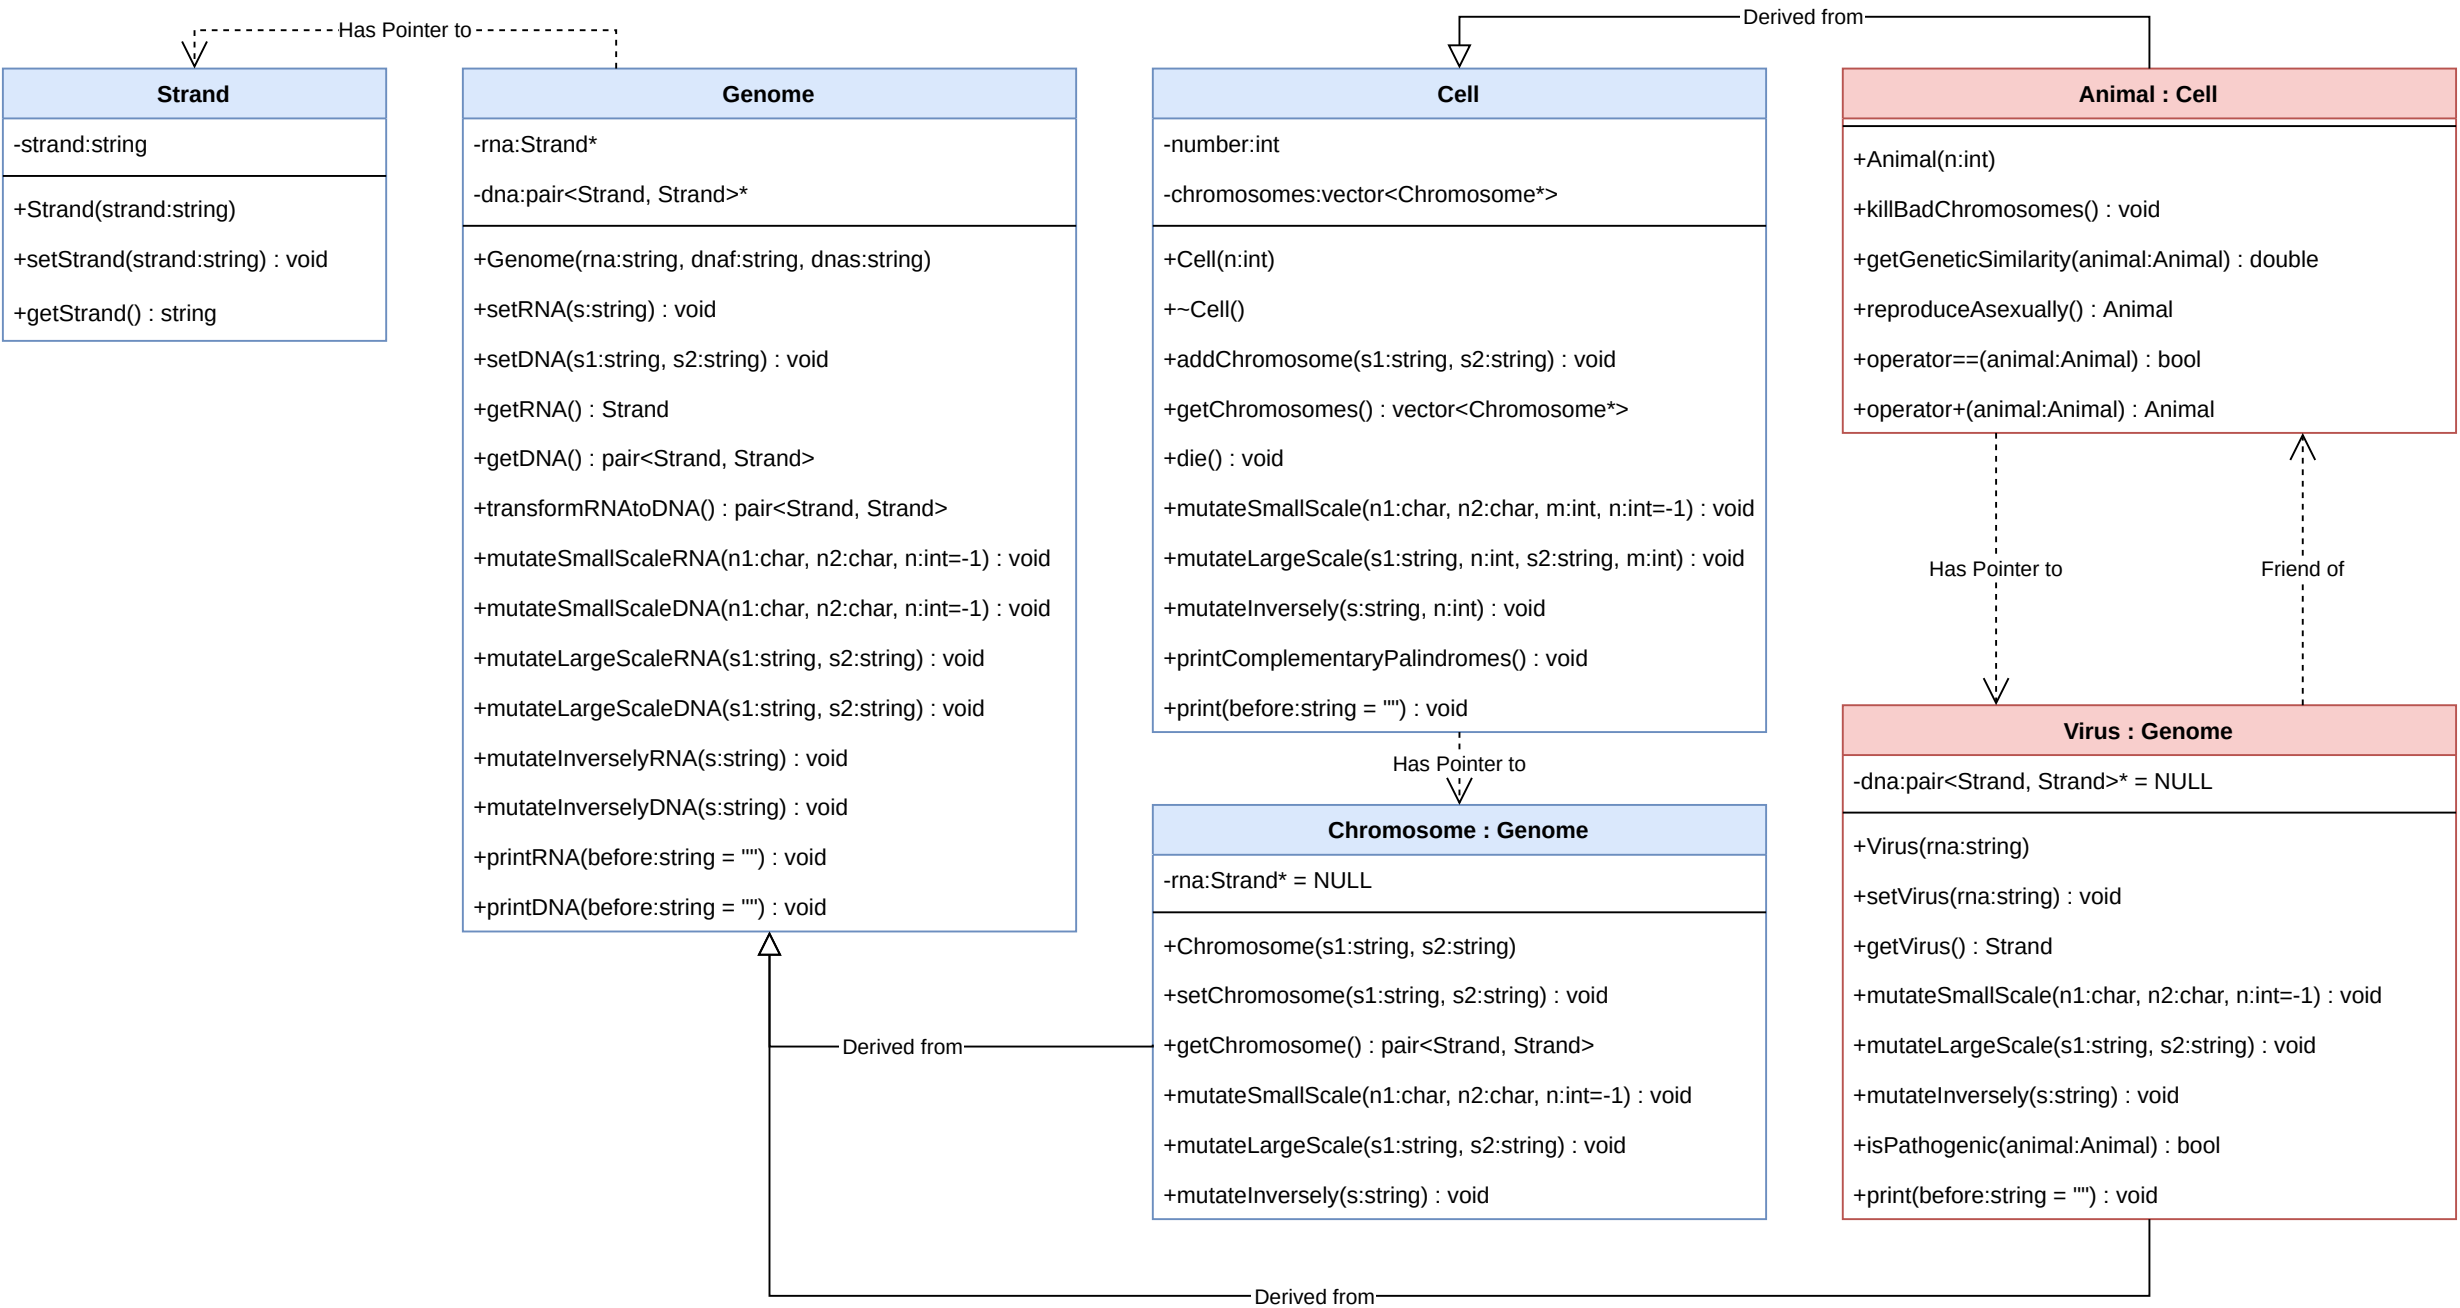 Has Pointer to
Derived from
Strand
-strand:string
+Strand(strand:string)
+setStrand(strand:string) : void
+getStrand() : string
Genome
-rna:Strand*
-dna:pair<Strand, Strand>*
+Genome(rna:string, dnaf:string, dnas:string)
+setRNA(s:string) : void
+setDNA(s1:string, s2:string) : void
+getRNA() : Strand
+getDNA() : pair<Strand, Strand>
+transformRNAtoDNA() : pair<Strand, Strand>
+mutateSmallScaleRNA(n1:char, n2:char, n:int=-1) : void
+mutateSmallScaleDNA(n1:char, n2:char, n:int=-1) : void
+mutateLargeScaleRNA(s1:string, s2:string) : void
+mutateLargeScaleDNA(s1:string, s2:string) : void
+mutateInverselyRNA(s:string) : void
+mutateInverselyDNA(s:string) : void
+printRNA(before:string = "") : void
+printDNA(before:string = "") : void
Cell
-number:int
-chromosomes:vector<Chromosome*>
+Cell(n:int)
+~Cell()
+addChromosome(s1:string, s2:string) : void
+getChromosomes() : vector<Chromosome*>
+die() : void
+mutateSmallScale(n1:char, n2:char, m:int, n:int=-1) : void
+mutateLargeScale(s1:string, n:int, s2:string, m:int) : void
+mutateInversely(s:string, n:int) : void
+printComplementaryPalindromes() : void
+print(before:string = "") : void
Has Pointer to
Chromosome : Genome
-rna:Strand* = NULL
+Chromosome(s1:string, s2:string)
+setChromosome(s1:string, s2:string) : void
+getChromosome() : pair<Strand, Strand>
+mutateSmallScale(n1:char, n2:char, n:int=-1) : void
+mutateLargeScale(s1:string, s2:string) : void
+mutateInversely(s:string) : void
Derived from
Animal : Cell
+Animal(n:int)
+killBadChromosomes() : void
+getGeneticSimilarity(animal:Animal) : double
+reproduceAsexually() : Animal
+operator==(animal:Animal) : bool
+operator+(animal:Animal) : Animal
Has Pointer to
Friend of
Virus : Genome
-dna:pair<Strand, Strand>* = NULL
+Virus(rna:string)
+setVirus(rna:string) : void
+getVirus() : Strand
+mutateSmallScale(n1:char, n2:char, n:int=-1) : void
+mutateLargeScale(s1:string, s2:string) : void
+mutateInversely(s:string) : void
+isPathogenic(animal:Animal) : bool
+print(before:string = "") : void
Derived from